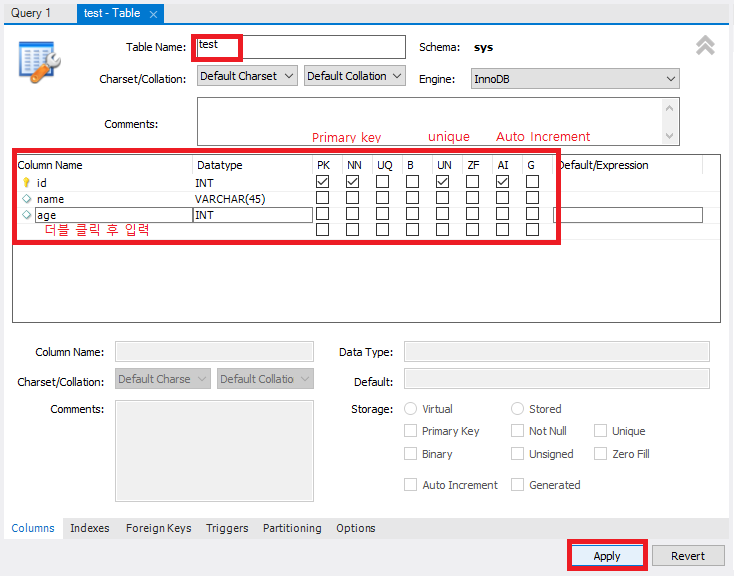 Query 1
test - Table
Table Name: test Schema: sys
Charset/Collation: Default Charset Default Collation Engine: InnoDB
Comments:
Primary key unique Auto Increment
Column Name Datatype PK NN UQ B UN ZF AI G Default/Expression
id INT
name VARCHAR(45)
age INT
더블 클릭 후 입력
Column Name: Data Type:
Charset/Collation: Default Charse Default Collatio Default:
Comments: Storage: Virtual Stored
Primary Key Not Null Unique
Binary Unsigned Zero Fill
Auto Increment Generated
Columns Indexes Foreign Keys Triggers Partitioning Options
Apply Revert